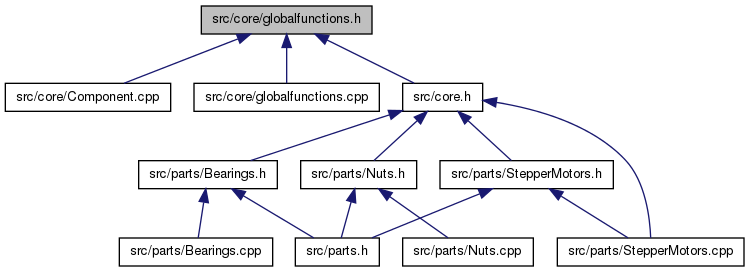 src/core/globalfunctions.h
src/core/Component.cpp
src/core/globalfunctions.cpp
src/core.h
src/parts/Bearings.h
src/parts/Nuts.h
src/parts/StepperMotors.h
src/parts/Bearings.cpp
src/parts.h
src/parts/Nuts.cpp
src/parts/StepperMotors.cpp